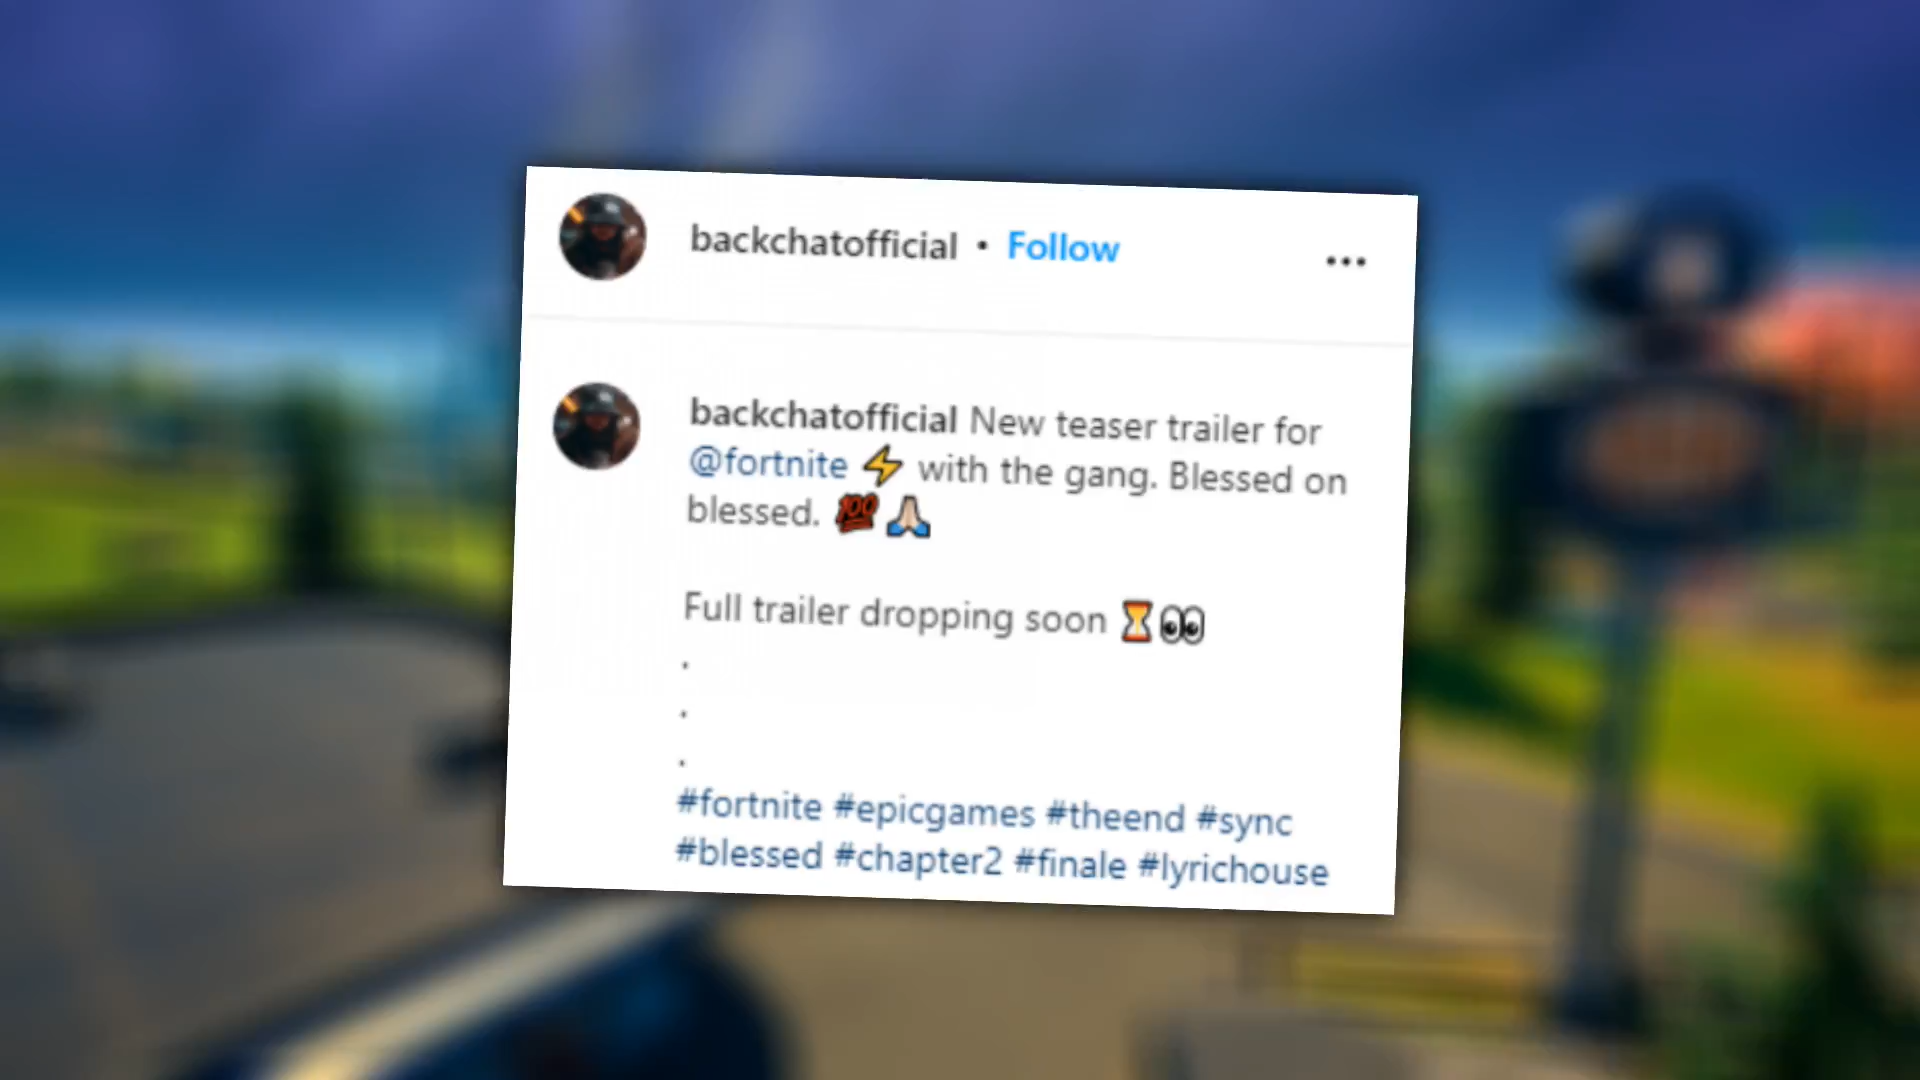 backchatofficial • Follow
backchatofficial New teaser trailer for
@fortnite ⚡ with the gang. Blessed on
blessed. 💯🙏🏻
Full trailer dropping soon ⏳👀
.
.
.
#fortnite #epicgames #theend #sync
#blessed #chapter2 #finale #lyrichouse